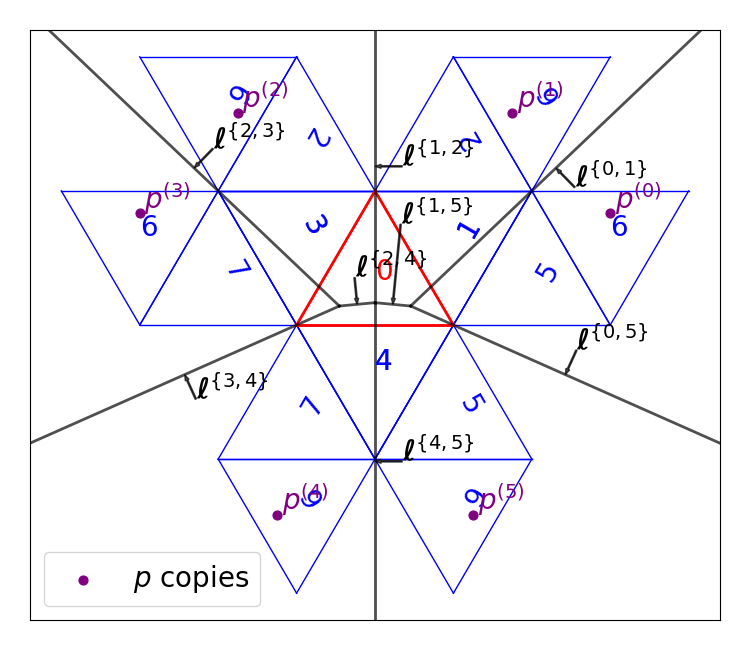 6 p^{(2)} p^{(1)} 6
ℓ^{\{2,3\}} 2 ℓ^{\{1,2\}} 2
p^{(3)} ℓ^{\{0,1\}} p^{(0)}
6 3 ℓ^{\{1,5\}} 1 6
7 ℓ^{\{2,4\}} 0 5
ℓ^{\{0,5\}}
4
ℓ^{\{3,4\}} 7 5
ℓ^{\{4,5\}}
p^{(4)} 6 6 p^{(5)}
p copies